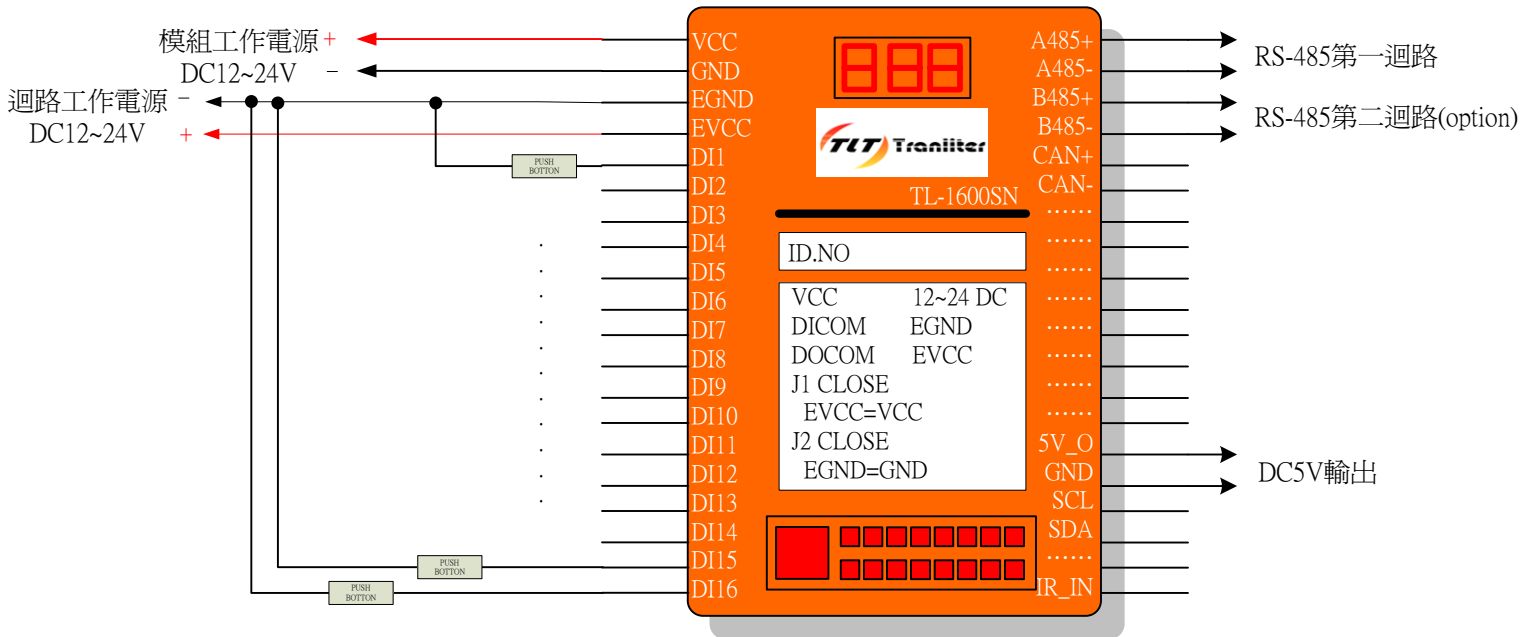 模組工作電源+
DC12~24V −
迴路工作電源 −
DC12~24V +
PUSH
BOTTON
PUSH
BOTTON
PUSH
BOTTON
VCC
GND
EGND
EVCC
DI1
DI2
DI3
DI4
DI5
DI6
DI7
DI8
DI9
DI10
DI11
DI12
DI13
DI14
DI15
DI16
888
TLT Traniiter
TL-1600SN
ID.NO
VCC 12~24 DC
DICOM EGND
DOCOM EVCC
J1 CLOSE
EVCC=VCC
J2 CLOSE
EGND=GND
A485+
A485-
B485+
B485-
CAN+
CAN-
......
......
......
......
......
......
......
......
5V_O
GND
SCL
SDA
......
IR_IN
RS-485第一迴路
RS-485第二迴路(option)
DC5V輸出